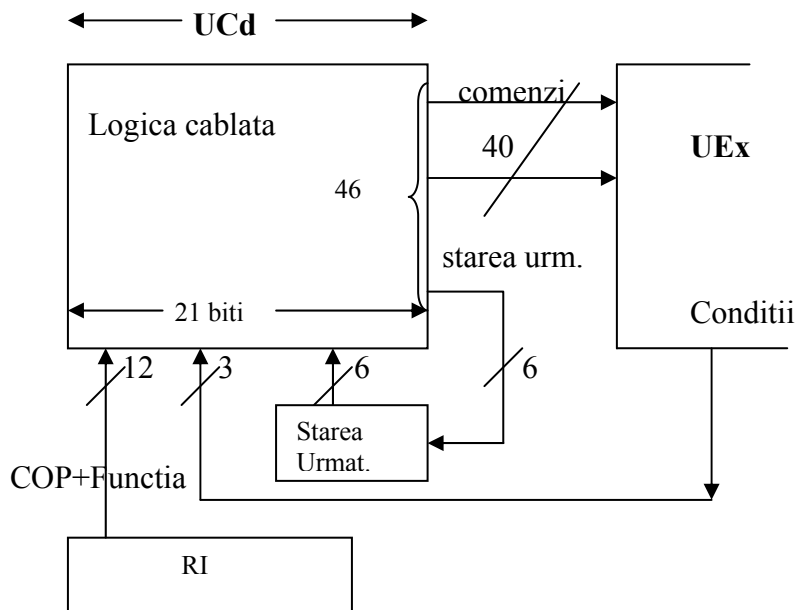 UCd
comenzi
Logica cablata
40
UEx
46
starea urm.
21 biti
Conditii
12
3
6
6
Starea
Urmat.
COP+Functia
RI